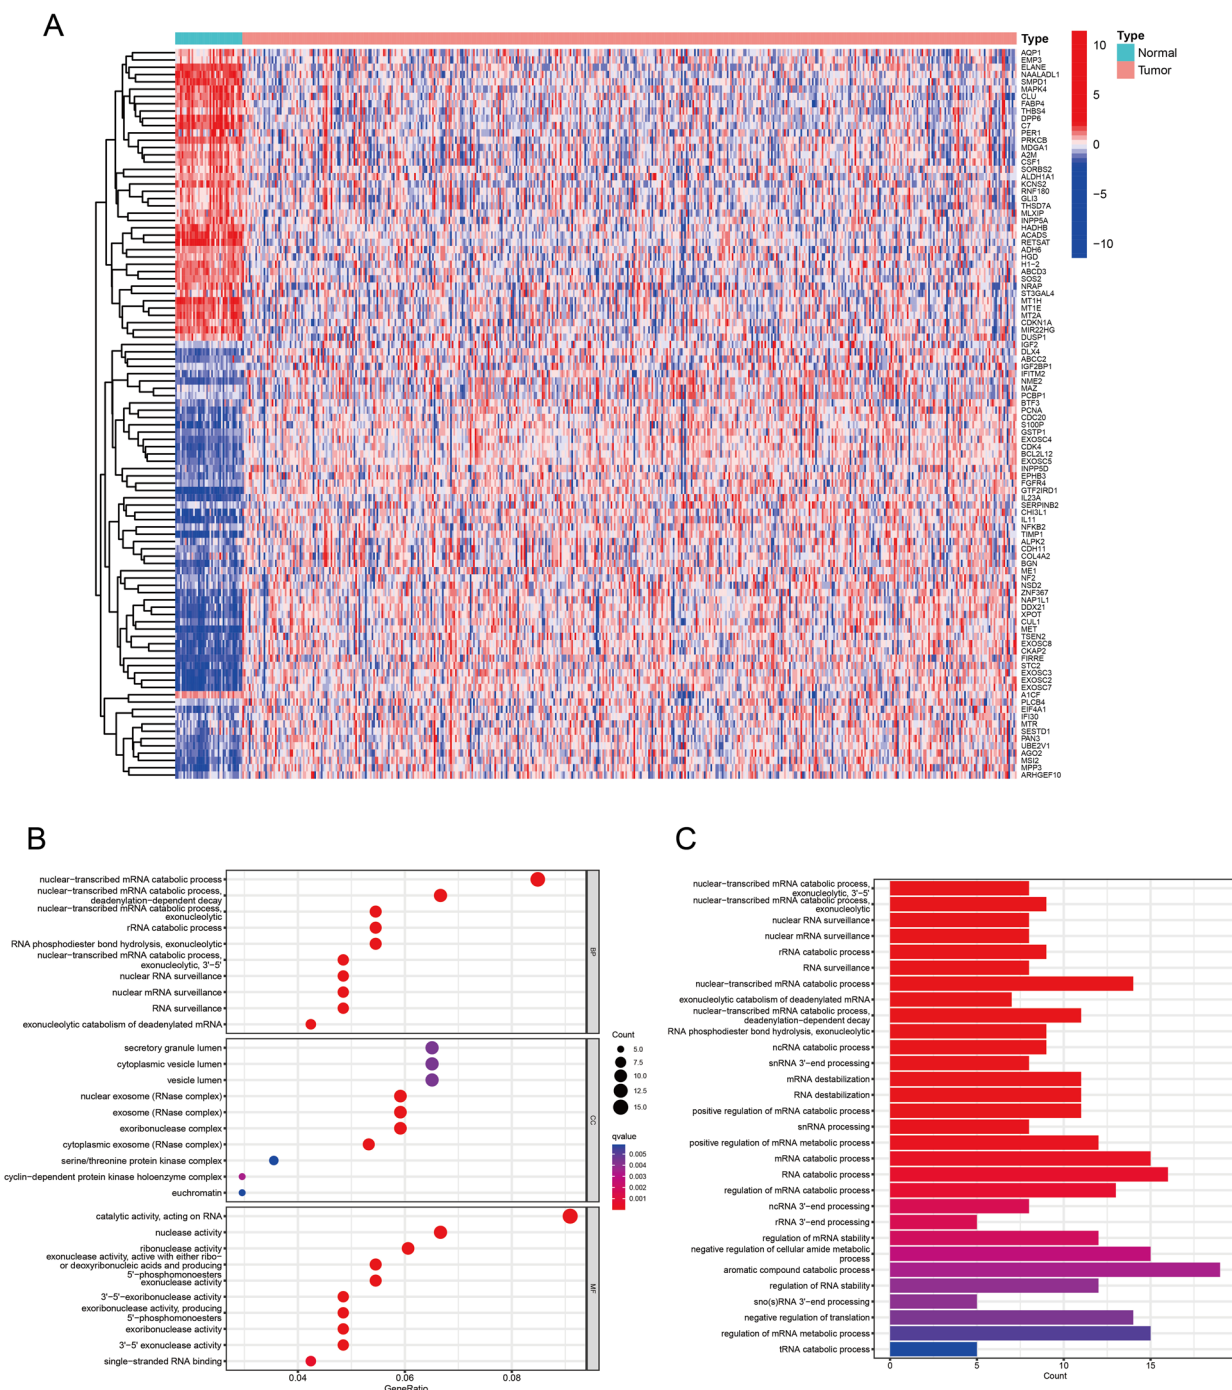 A
Type
AQP1
EMP3
ELANE
NAALADL1
SMPD1
MAPK4
CLU
FABP4
THBS4
DPP6
C7
PER1
PRKCB
MDGA1
A2M
CSF1
SORBS2
ALDH1A1
KCNS2
RNF180
GLI3
THSD7A
MLXIP
INPP5A
HADHB
ACADS
RETSAT
ADH6
HGD
H1−2
ABCD3
SOS2
NRAP
ST3GAL4
MT1H
MT1E
MT2A
CDKN1A
MIR22HG
DUSP1
IGF2
DLX4
ABCC2
IGF2BP1
IFITM2
NME2
MAZ
PCBP1
BTF3
PCNA
CDC20
S100P
GSTP1
EXOSC4
CDK4
BCL2L12
EXOSC5
INPP5D
EPHB3
FGFR4
GTF2IRD1
IL23A
SERPINB2
CHI3L1
IL11
NFKB2
TIMP1
ALPK2
CDH11
COL4A2
BGN
ME1
NF2
NSD2
ZNF367
NAP1L1
DDX21
XPOT
CUL1
MET
TSEN2
EXOSC8
CKAP2
FIRRE
STC2
EXOSC3
EXOSC2
EXOSC7
A1CF
PLCB4
EIF4A1
IFI30
MTR
SESTD1
PAN3
UBE2V1
AGO2
MSI2
MPP3
ARHGEF10
10
5
0
−5
−10
Type
Normal
Tumor
B
nuclear−transcribed mRNA catabolic process
nuclear−transcribed mRNA catabolic process,
deadenylation−dependent decay
nuclear−transcribed mRNA catabolic process,
exonucleolytic
rRNA catabolic process
RNA phosphodiester bond hydrolysis, exonucleolytic
nuclear−transcribed mRNA catabolic process,
exonucleolytic, 3'−5'
nuclear RNA surveillance
nuclear mRNA surveillance
RNA surveillance
exonucleolytic catabolism of deadenylated mRNA
BP
secretory granule lumen
cytoplasmic vesicle lumen
vesicle lumen
nuclear exosome (RNase complex)
exosome (RNase complex)
exoribonuclease complex
cytoplasmic exosome (RNase complex)
serine/threonine protein kinase complex
cyclin−dependent protein kinase holoenzyme complex
euchromatin
CC
catalytic activity, acting on RNA
nuclease activity
ribonuclease activity
exonuclease activity, active with either ribo−
or deoxyribonucleic acids and producing
5'−phosphomonoesters
exonuclease activity
3'−5'−exoribonuclease activity
exoribonuclease activity, producing
5'−phosphomonoesters
exoribonuclease activity
3'−5' exonuclease activity
single−stranded RNA binding
MF
0.04
0.06
0.08
GeneRatio
Count
5.0
7.5
10.0
12.5
15.0
qvalue
0.005
0.004
0.003
0.002
0.001
C
nuclear−transcribed mRNA catabolic process,
exonucleolytic, 3'−5'
nuclear−transcribed mRNA catabolic process,
exonucleolytic
nuclear RNA surveillance
nuclear mRNA surveillance
rRNA catabolic process
RNA surveillance
nuclear−transcribed mRNA catabolic process
exonucleolytic catabolism of deadenylated mRNA
nuclear−transcribed mRNA catabolic process,
deadenylation−dependent decay
RNA phosphodiester bond hydrolysis, exonucleolytic
ncRNA catabolic process
snRNA 3'−end processing
mRNA destabilization
RNA destabilization
positive regulation of mRNA catabolic process
snRNA processing
positive regulation of mRNA metabolic process
mRNA catabolic process
RNA catabolic process
regulation of mRNA catabolic process
ncRNA 3'−end processing
rRNA 3'−end processing
regulation of mRNA stability
negative regulation of cellular amide metabolic
process
aromatic compound catabolic process
regulation of RNA stability
sno(s)RNA 3'−end processing
negative regulation of translation
regulation of mRNA metabolic process
tRNA catabolic process
0
5
10
15
Count